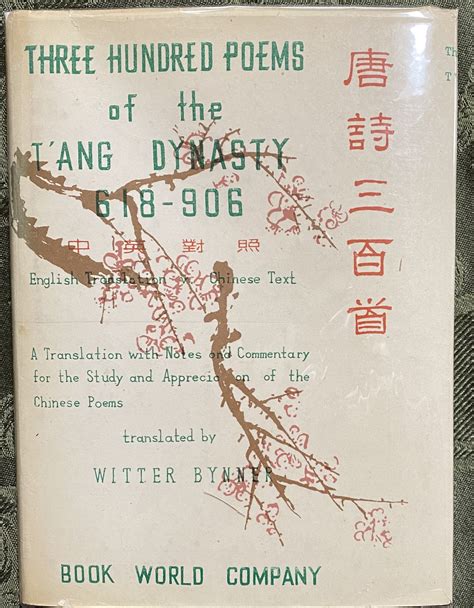 THREE HUNDRED POEMS
of the
T'ANG DYNASTY
618-906
中英對照
English Translation Chinese Text
A Translation with Notes and Commentary
for the Study and Appreciation of the
Chinese Poems
translated by
WITTER BYNNER
BOOK WORLD COMPANY
唐詩三百首